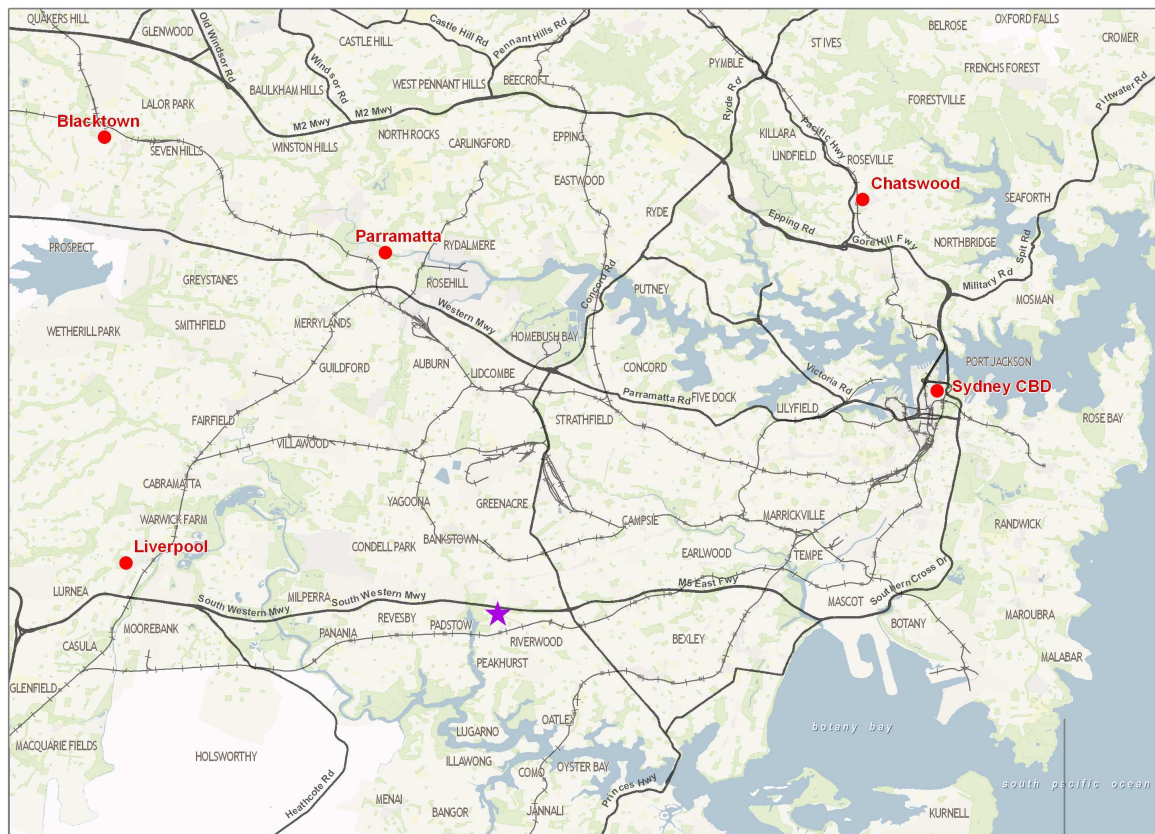 QUAKERS HILL
GLENWOOD
Old Windsor Rd
CASTLE HILL
Castle Hill Rd
Pennant Hills Rd
PYMBLE
ST IVES
BELROSE
OXFORD FALLS
CROMER
FRENCHS FOREST
LALOR PARK
BAULKHAM HILLS
Windsor Rd
WEST PENNANT HILLS
BEECROFT
Ryde Rd
FORESTVILLE
Pittwater Rd
Blacktown
SEVEN HILLS
M2 Mwy
M2 Mwy
WINSTON HILLS
NORTH ROCKS
CARLINGFORD
EPPING
KILLARA
Pacific Hwy
LINDFIELD
ROSEVILLE
EASTWOOD
Chatswood
SEAFORTH
RYDE
Epping Rd
GoreHill Fwy
NORTHBRIDGE
Spit Rd
Parramatta
RYDALMERE
PROSPECT
GREYSTANES
ROSEHILL
Concord Rd
PUTNEY
Military Rd
MOSMAN
WETHERILL PARK
SMITHFIELD
MERRYLANDS
Western Mwy
HOMEBUSH BAY
GUILDFORD
AUBURN
LIDCOMBE
CONCORD
Victoria Rd
PORT JACKSON
Sydney CBD
Parramatta Rd
FIVE DOCK
LILYFIELD
ROSE BAY
FAIRFIELD
STRATHFIELD
VILLAWOOD
CABRAMATTA
YAGOONA
GREENACRE
WARWICK FARM
CAMPSIE
MARRICKVILLE
RANDWICK
Liverpool
CONDELL PARK
BANKSTOWN
EARLWOOD
TEMPE
LURNEA
MILPERRA
South Western Mwy
South Western Mwy
M5 East Fwy
MASCOT
SouthernCross Dr
MAROUBRA
MOOREBANK
PANANIA
REVESBY
PADSTOW
RIVERWOOD
BEXLEY
BOTANY
CASULA
PEAKHURST
MALABAR
GLENFIELD
OATLEY
LUGARNO
botany bay
MACQUARIE FIELDS
HOLSWORTHY
ILLAWONG
COMO
OYSTER BAY
Heathcote Rd
MENAI
BANGOR
JANNALI
Princes Hwy
KURNELL
south pacific ocean